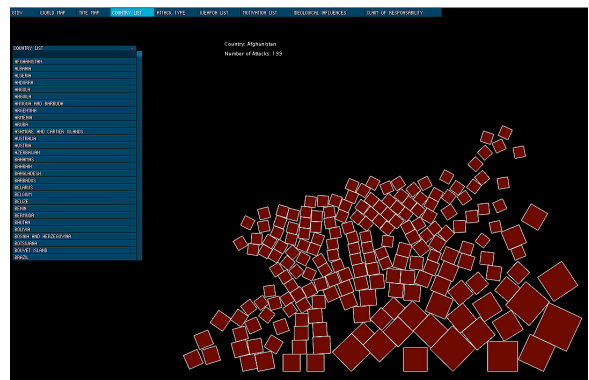 WORLD MAP TIME MAP COUNTRY LIST ATTACK TYPE WEAPON LIST MOTIVATION LIST IDEOLOGICAL INFLUENCES CLAIM OF RESPONSABILITY
Country: Afghanistan
Number of Attacks: 199
COUNTRY LIST -
AFGHANISTAN
ALBANIA
ALGERIA
ANDORRA
ANGOLA
ANGUILA
ANTIGUA AND BARBUDA
ARGENTINA
ARMENIA
ARUBA
ASHMORE AND CARTIER ISLANDS
AUSTRALIA
AUSTRIA
AZERBAIJAN
BAHAMAS
BAHRAIN
BANGLADESH
BARBADOS
BELARUS
BELGIUM
BELIZE
BENIN
BERMUDA
BHUTAN
BOLIVIA
BOSNIA AND HERZEGOVINA
BOTSWANA
BOUVET ISLAND
BRAZIL